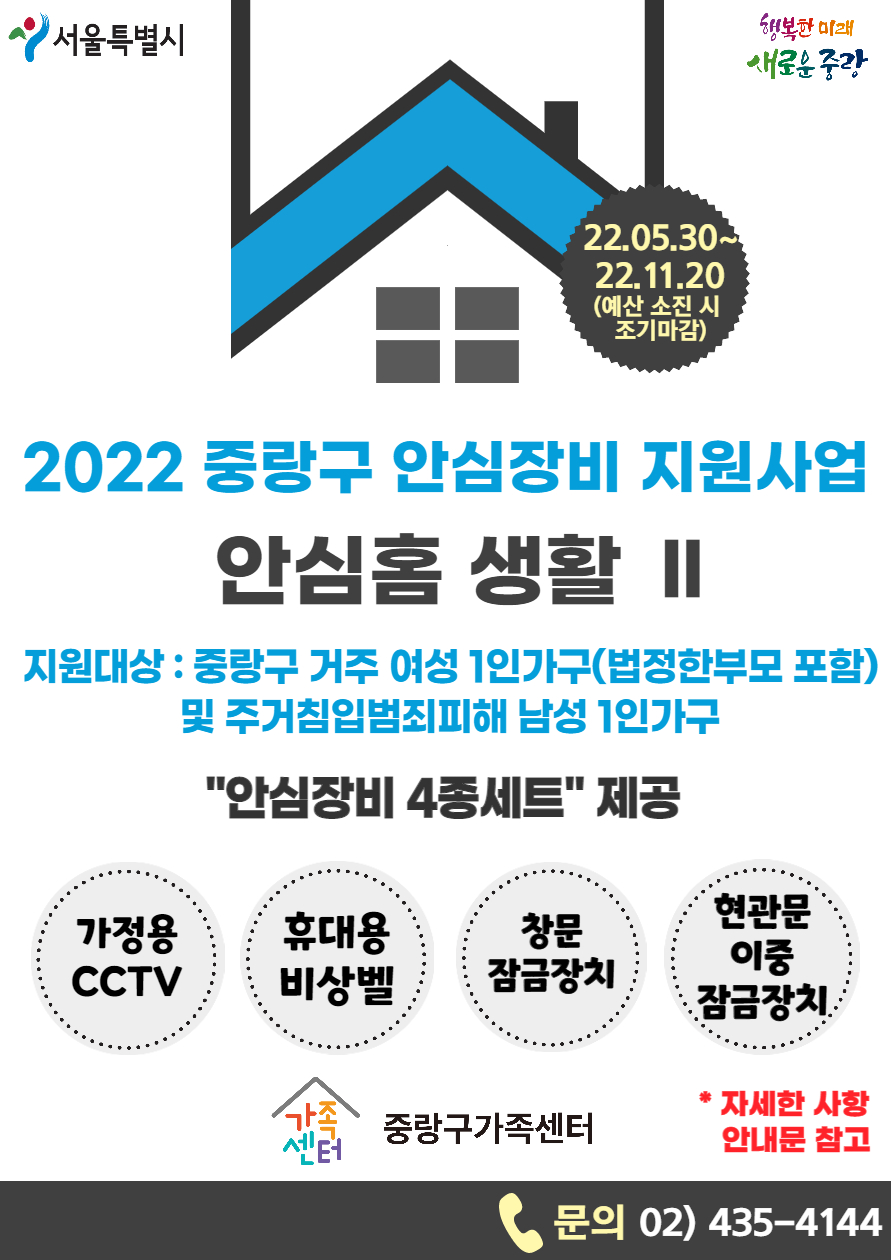 서울특별시
행복한 미래
새로운 중랑
22.05.30~
22.11.20
(예산 소진 시
조기마감)
2022 중랑구 안심장비 지원사업
안심홈 생활 Ⅱ
지원대상 : 중랑구 거주 여성 1인가구(법정한부모 포함)
및 주거침입범죄피해 남성 1인가구
"안심장비 4종세트" 제공
가정용
CCTV
휴대용
비상벨
창문
잠금장치
현관문
이중
잠금장치
가족
센터
중랑구가족센터
* 자세한 사항
안내문 참고
문의 02) 435-4144